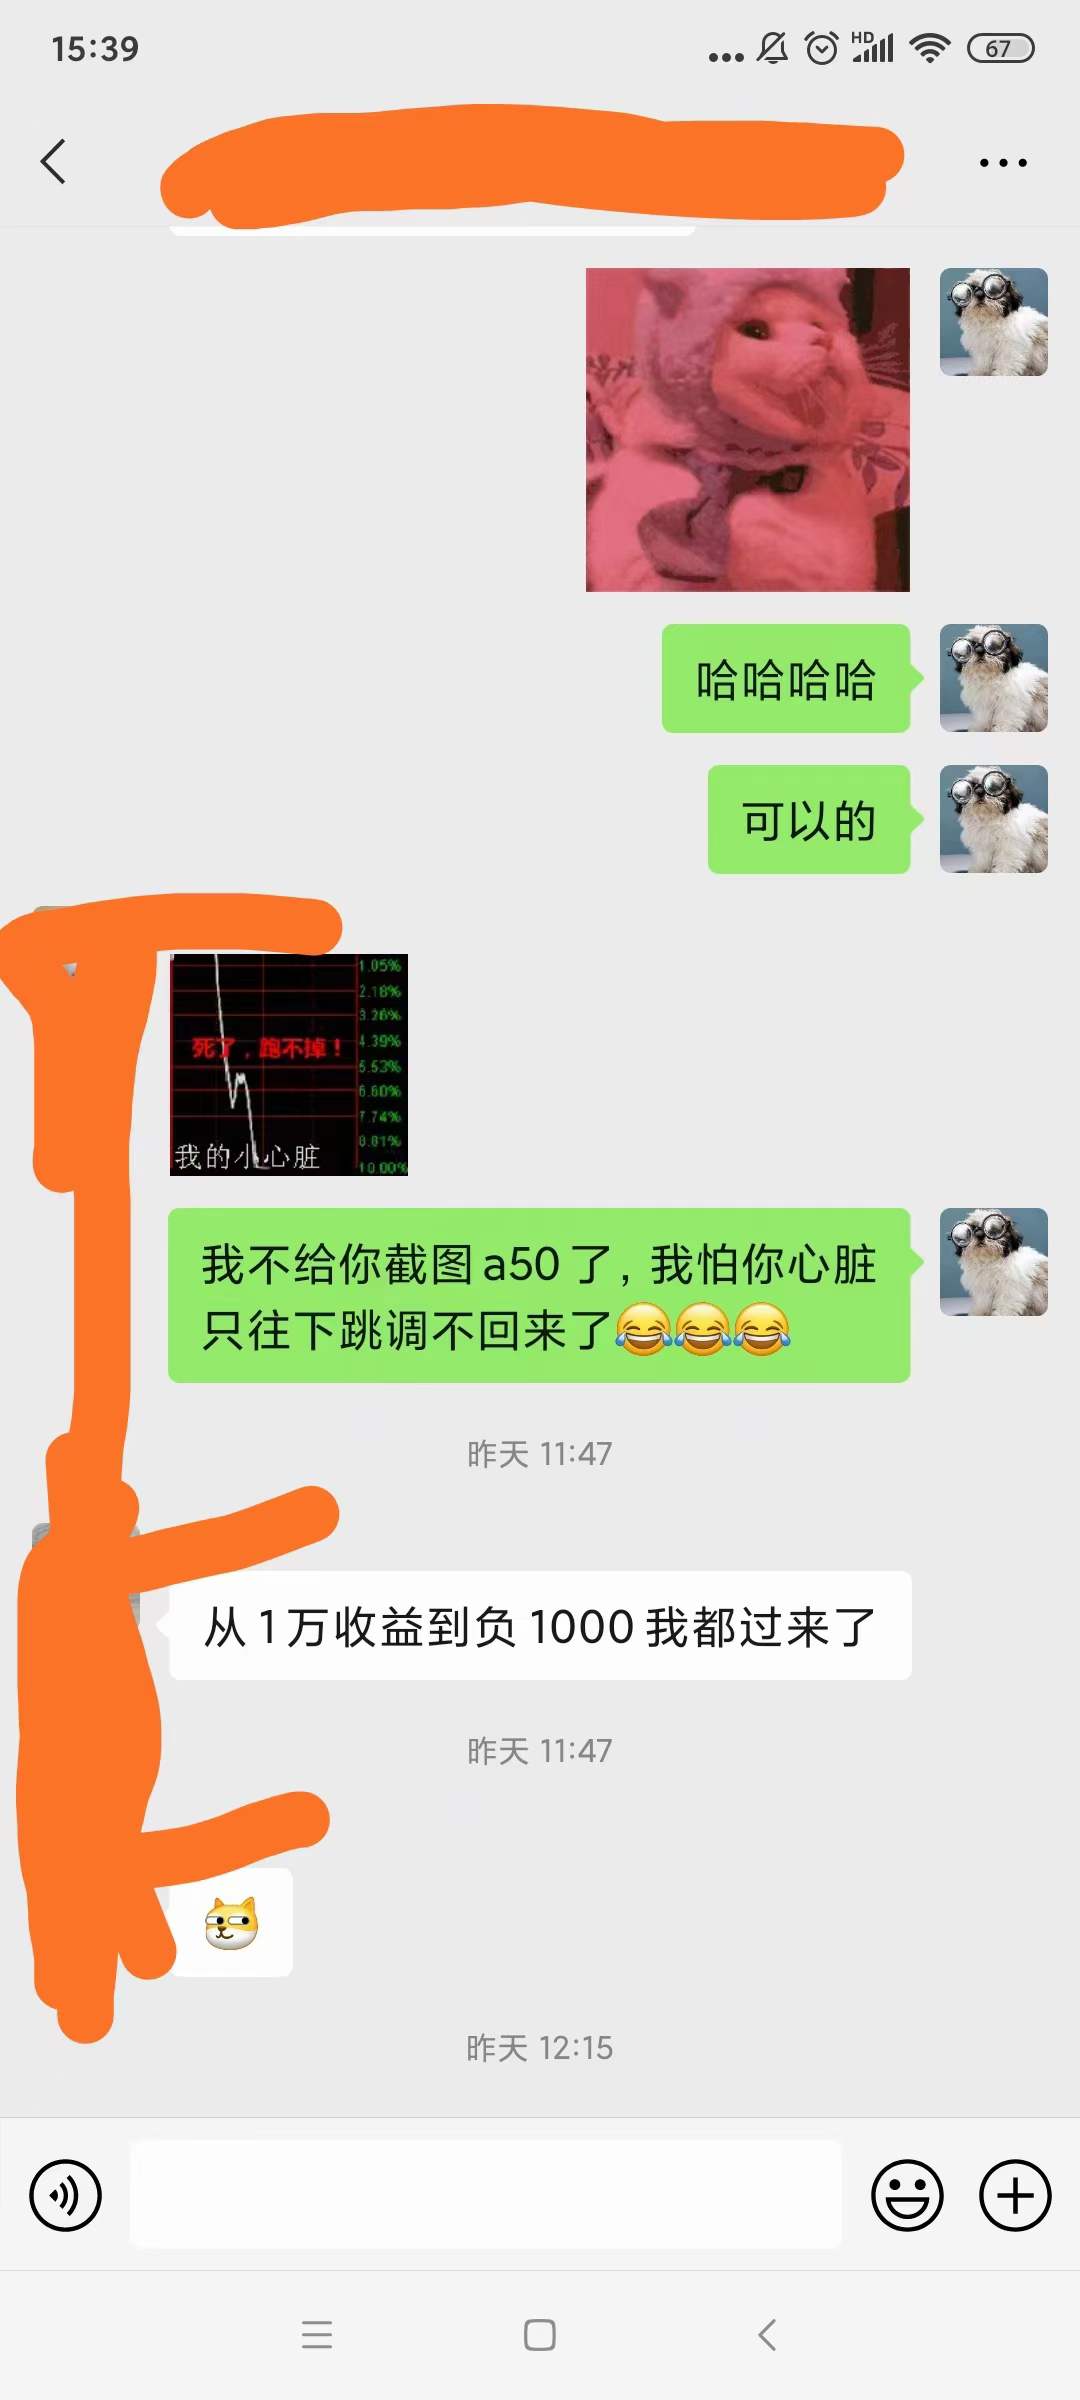 15:39
HD
67
哈哈哈哈
可以的
1.05%
2.18%
3.26%
4.39%
死了，跑不掉！
5.53%
6.60%
7.74%
8.81%
我的小心脏
10.00%
我不给你截图a50了，我怕你心脏
只往下跳调不回来了😂😂😂
昨天 11:47
从1万收益到负1000我都过来了
昨天 11:47
昨天 12:15